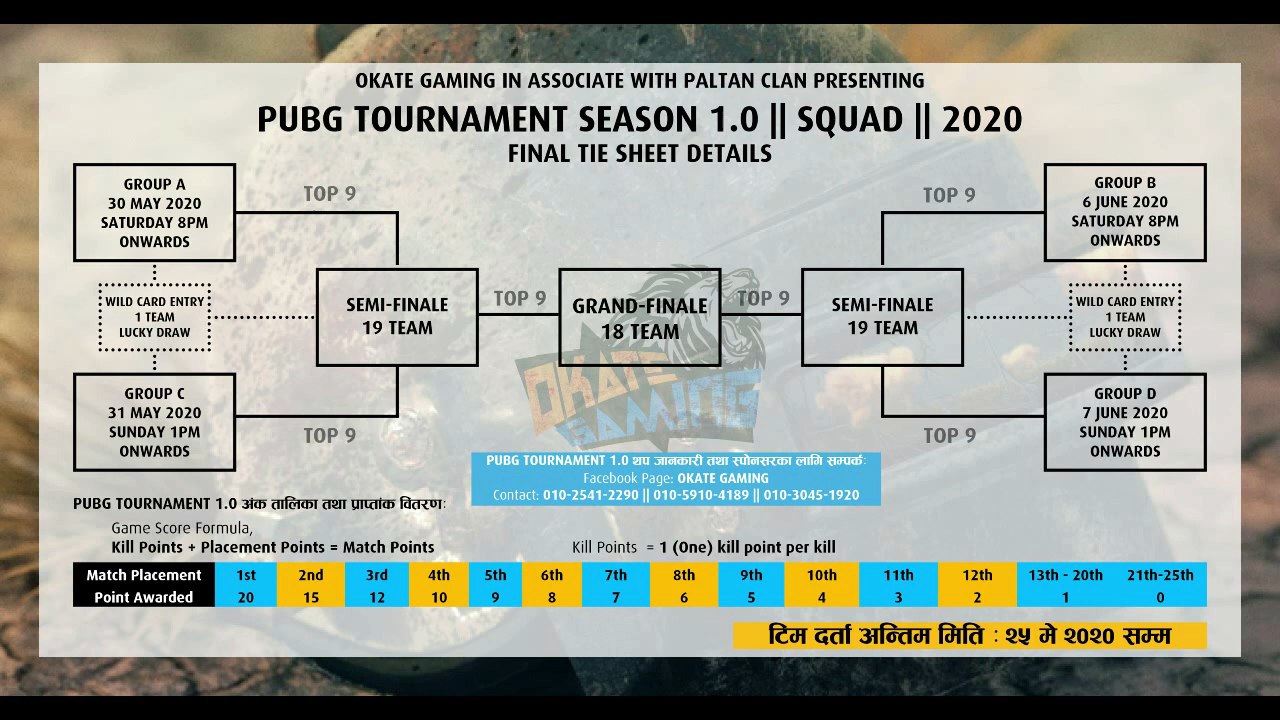 OKATE GAMING IN ASSOCIATE WITH PALTAN CLAN PRESENTING
PUBG TOURNAMENT SEASON 1.0 || SQUAD || 2020
FINAL TIE SHEET DETAILS
GROUP A
30 MAY 2020
SATURDAY 8PM
ONWARDS
TOP 9
WILD CARD ENTRY
1 TEAM
LUCKY DRAW
GROUP C
31 MAY 2020
SUNDAY 1PM
ONWARDS
TOP 9
SEMI-FINALE
19 TEAM
TOP 9
GRAND-FINALE
18 TEAM
TOP 9
SEMI-FINALE
19 TEAM
TOP 9
GROUP B
6 JUNE 2020
SATURDAY 8PM
ONWARDS
WILD CARD ENTRY
1 TEAM
LUCKY DRAW
TOP 9
GROUP D
7 JUNE 2020
SUNDAY 1PM
ONWARDS
OKATE
GAMING
PUBG TOURNAMENT 1.0 थप जानकारी तथा स्पोनसरका लागि सम्पर्क:
Facebook Page: OKATE GAMING
Contact: 010-2541-2290 || 010-5910-4189 || 010-3045-1920
PUBG TOURNAMENT 1.0 अंक तालिका तथा प्राप्तांक वितरण:
Game Score Formula,
Kill Points + Placement Points = Match Points
Kill Points = 1 (One) kill point per kill
Match Placement 1st 2nd 3rd 4th 5th 6th 7th 8th 9th 10th 11th 12th 13th - 20th 21th-25th
Point Awarded 20 15 12 10 9 8 7 6 5 4 3 2 1 0
टिम दर्ता अन्तिम मिति : २५ मे २०२० सम्म